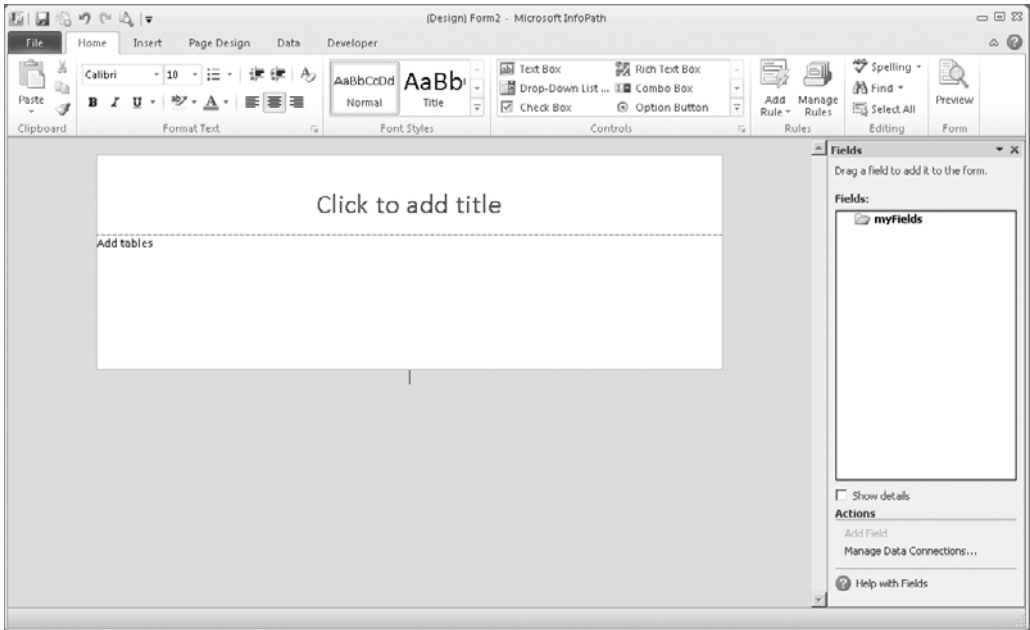 (Design) Form2 - Microsoft InfoPath
File Home Insert Page Design Data Developer
Paste
Clipboard
Calibri 10
B I U A
Format Text
AaBbCcDd AaBb
Normal Title
Font Styles
Text Box Rich Text Box
Drop-Down List ... Combo Box
Check Box Option Button
Controls
Add Rule Manage Rules
Rules
Spelling
Find
Select All
Editing
Preview
Form
Click to add title
Add tables
Fields
Drag a field to add it to the form.
Fields:
myFields
Show details
Actions
Add Field
Manage Data Connections...
Help with Fields